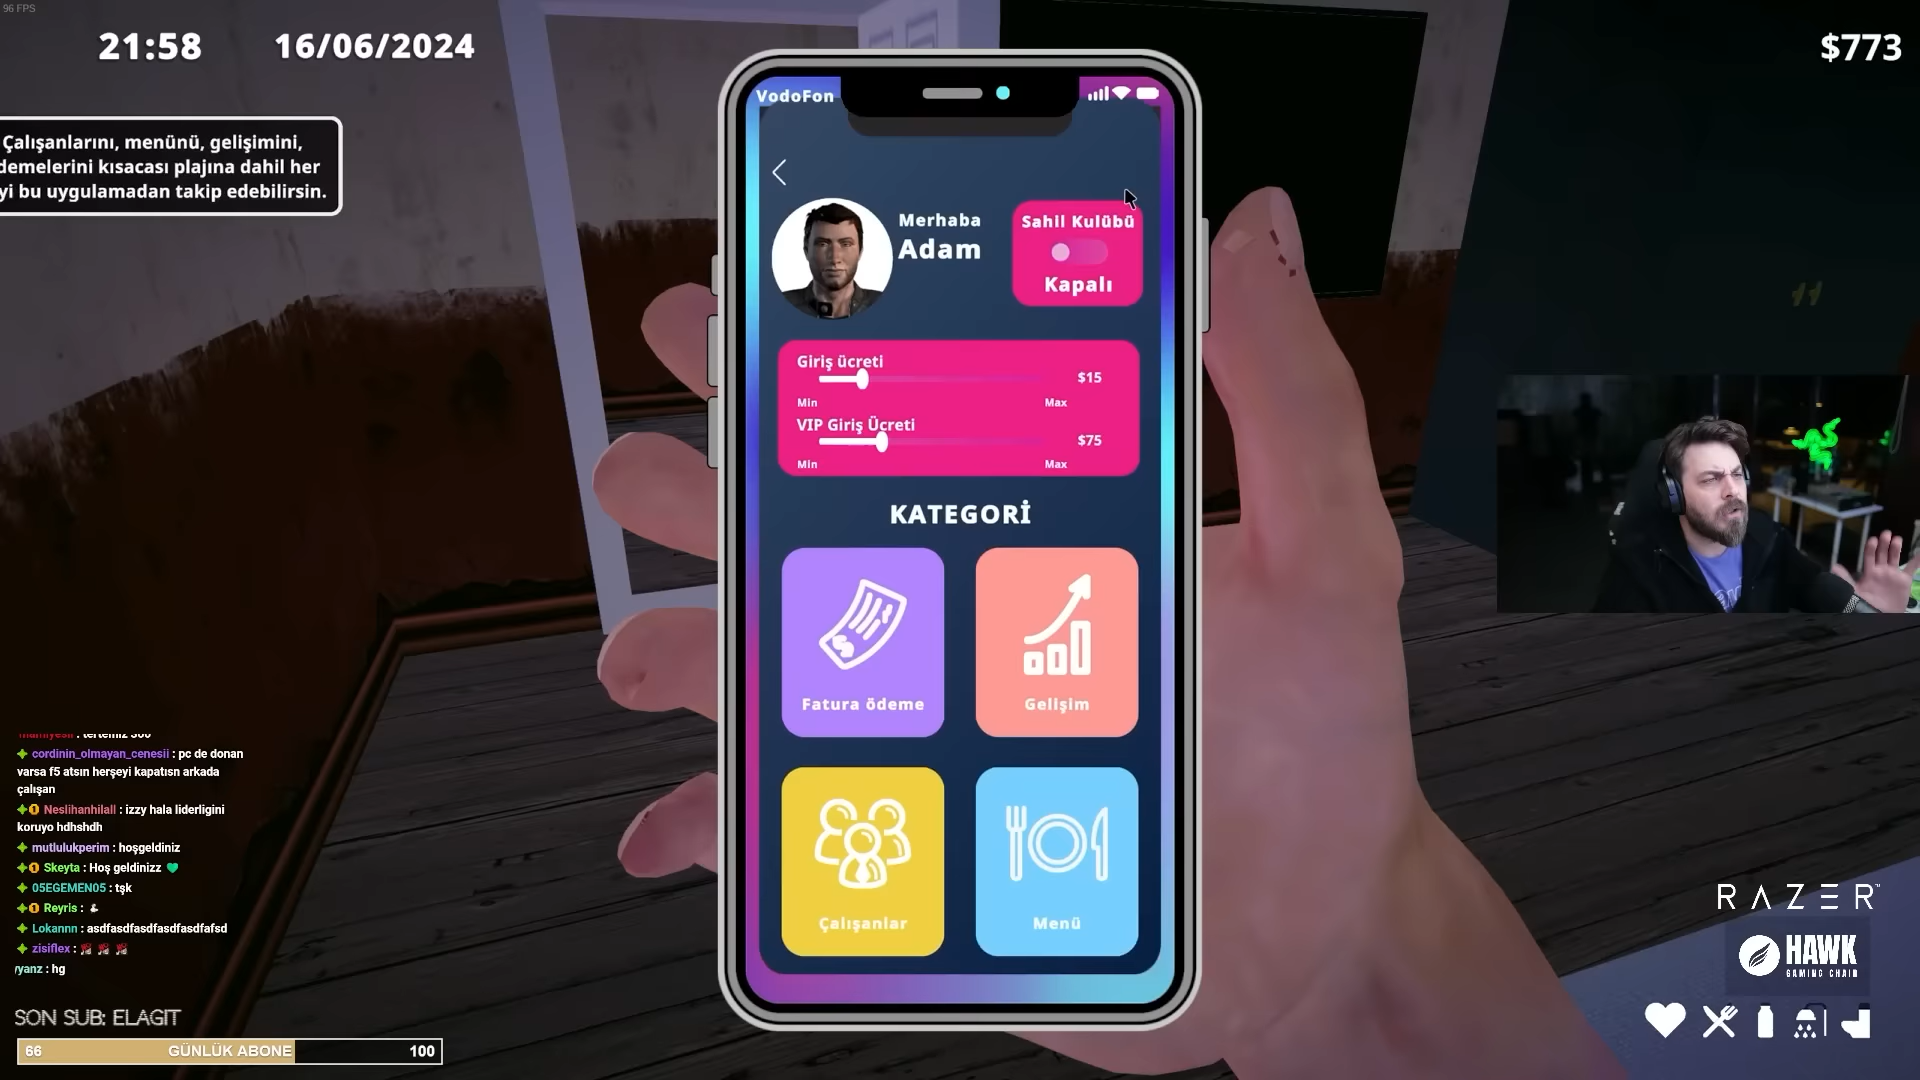 96 FPS
21:58
16/06/2024
$773
Çalışanlarını, menünü, gelişimini,
demelerini kısacası plajına dahil her
yi bu uygulamadan takip edebilirsin.
VodoFon
Merhaba
Adam
Sahil Kulübü
Kapalı
Giriş ücreti
$15
Min
Max
VIP Giriş Ücreti
$75
Min
Max
KATEGORİ
Fatura ödeme
Gelişim
Çalışanlar
Menü
cordinin_olmayan_cenesii : pc de donan
varsa f5 atsın herşeyi kapatısn arkada
çalışan
Neslihanhilall : izzy hala liderligini
koruyo hdhshdh
mutlulukperim : hoşgeldiniz
Skeyta : Hoş geldinizz
05EGEMEN05 : tşk
Reyris :
Lokannn : asdfasdfasdfasdfasdfafsd
zisiflex :
yanz : hg
SON SUB: ELAGIT
66
GÜNLÜK ABONE
100
RAZER
HAWK
GAMING CHAIR